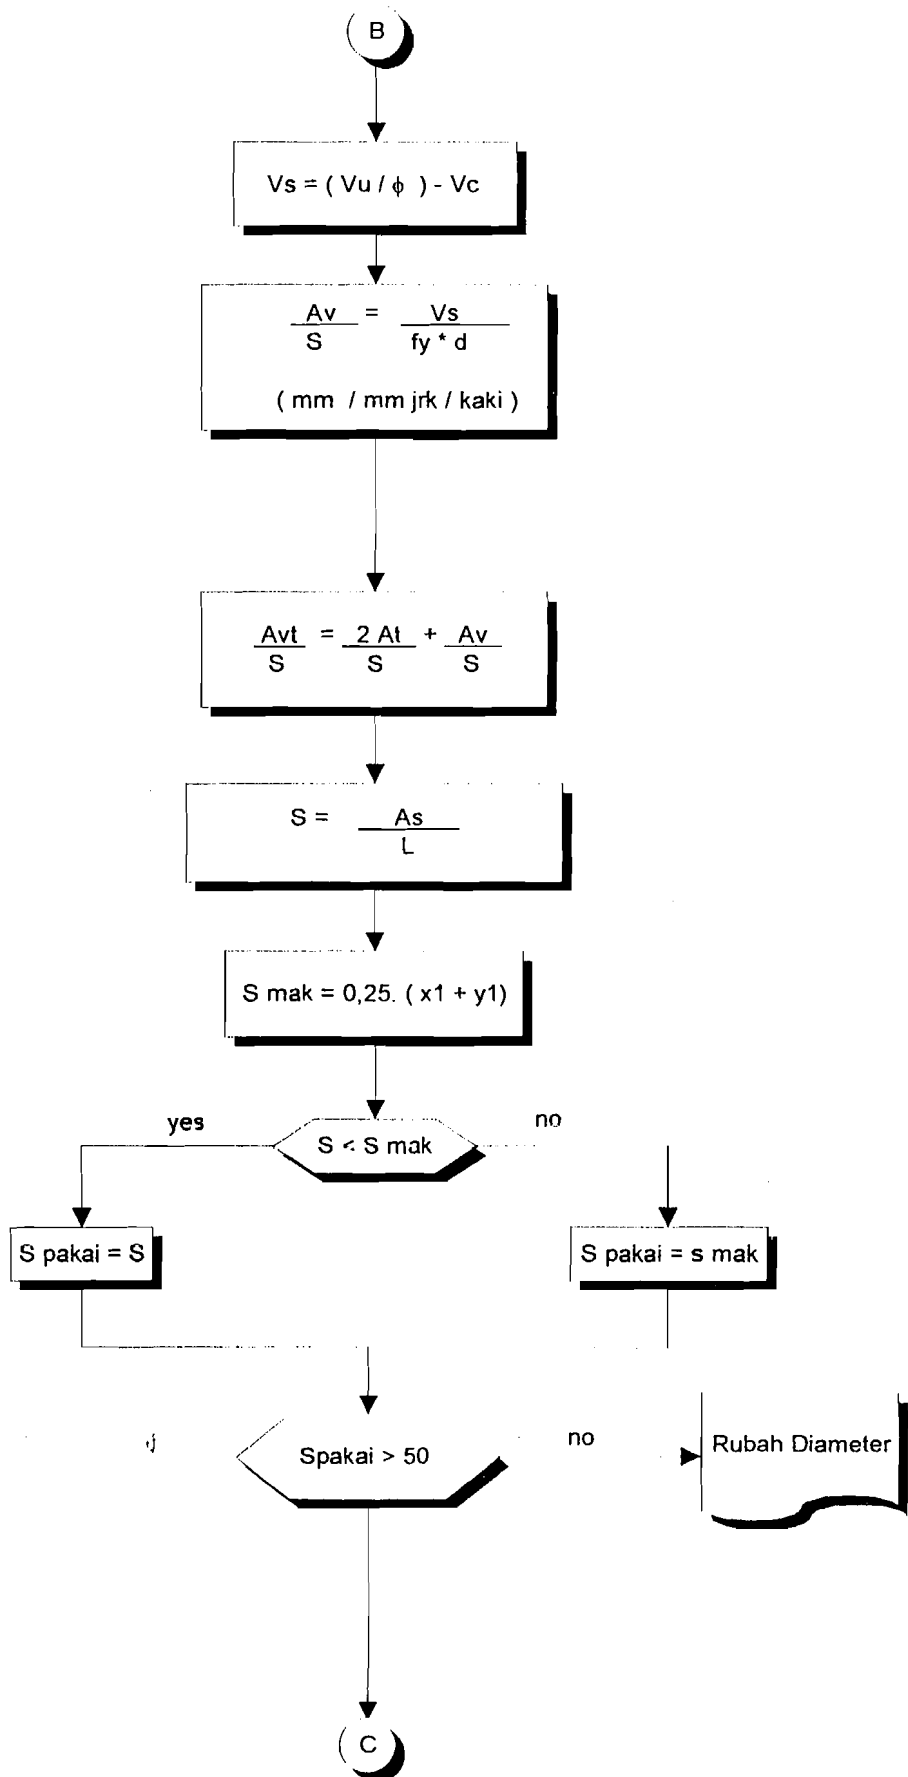 B
Vs = ( Vu / ϕ ) - Vc
Av = Vs
S fy * d
( mm / mm jrk / kaki )
Avt = 2 At + Av
S S S
S = As
L
S mak = 0,25. ( x1 + y1)
yes
S < S mak
no
S pakai = S
S pakai = s mak
Spakai > 50
no
Rubah Diameter
C